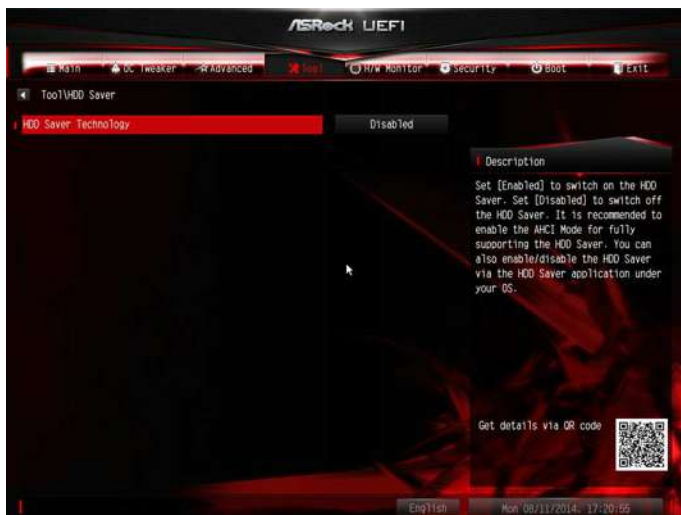 ASRock UEFI
Main
OC Tweaker
Advanced
Tool
H/W Monitor
Security
Boot
Exit
Tool\HDD Saver
HDD Saver Technology
Disabled
Description
Set [Enabled] to switch on the HDD
Saver. Set [Disabled] to switch off
the HDD Saver. It is recommended to
enable the AHCI Mode for fully
supporting the HDD Saver. You can
also enable/disable the HDD Saver
via the HDD Saver application under
your OS.
Get details via QR code
English
Mon 08/11/2014, 17:20:55